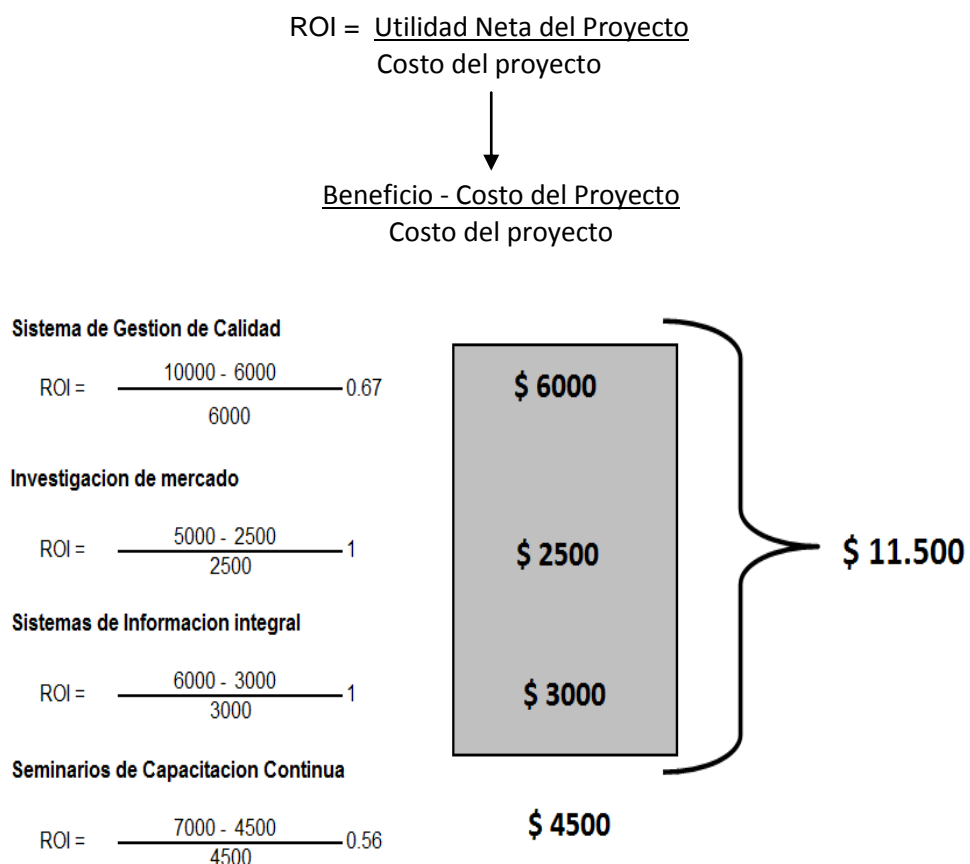 ROI = Utilidad Neta del Proyecto
Costo del proyecto
Beneficio - Costo del Proyecto
Costo del proyecto
Sistema de Gestion de Calidad
ROI = 10000 - 6000 0.67
6000
$ 6000
Investigacion de mercado
ROI = 5000 - 2500 1
2500
$ 2500
$ 11.500
Sistemas de Informacion integral
ROI = 6000 - 3000 1
3000
$ 3000
Seminarios de Capacitacion Continua
ROI = 7000 - 4500 0.56
4500
$ 4500